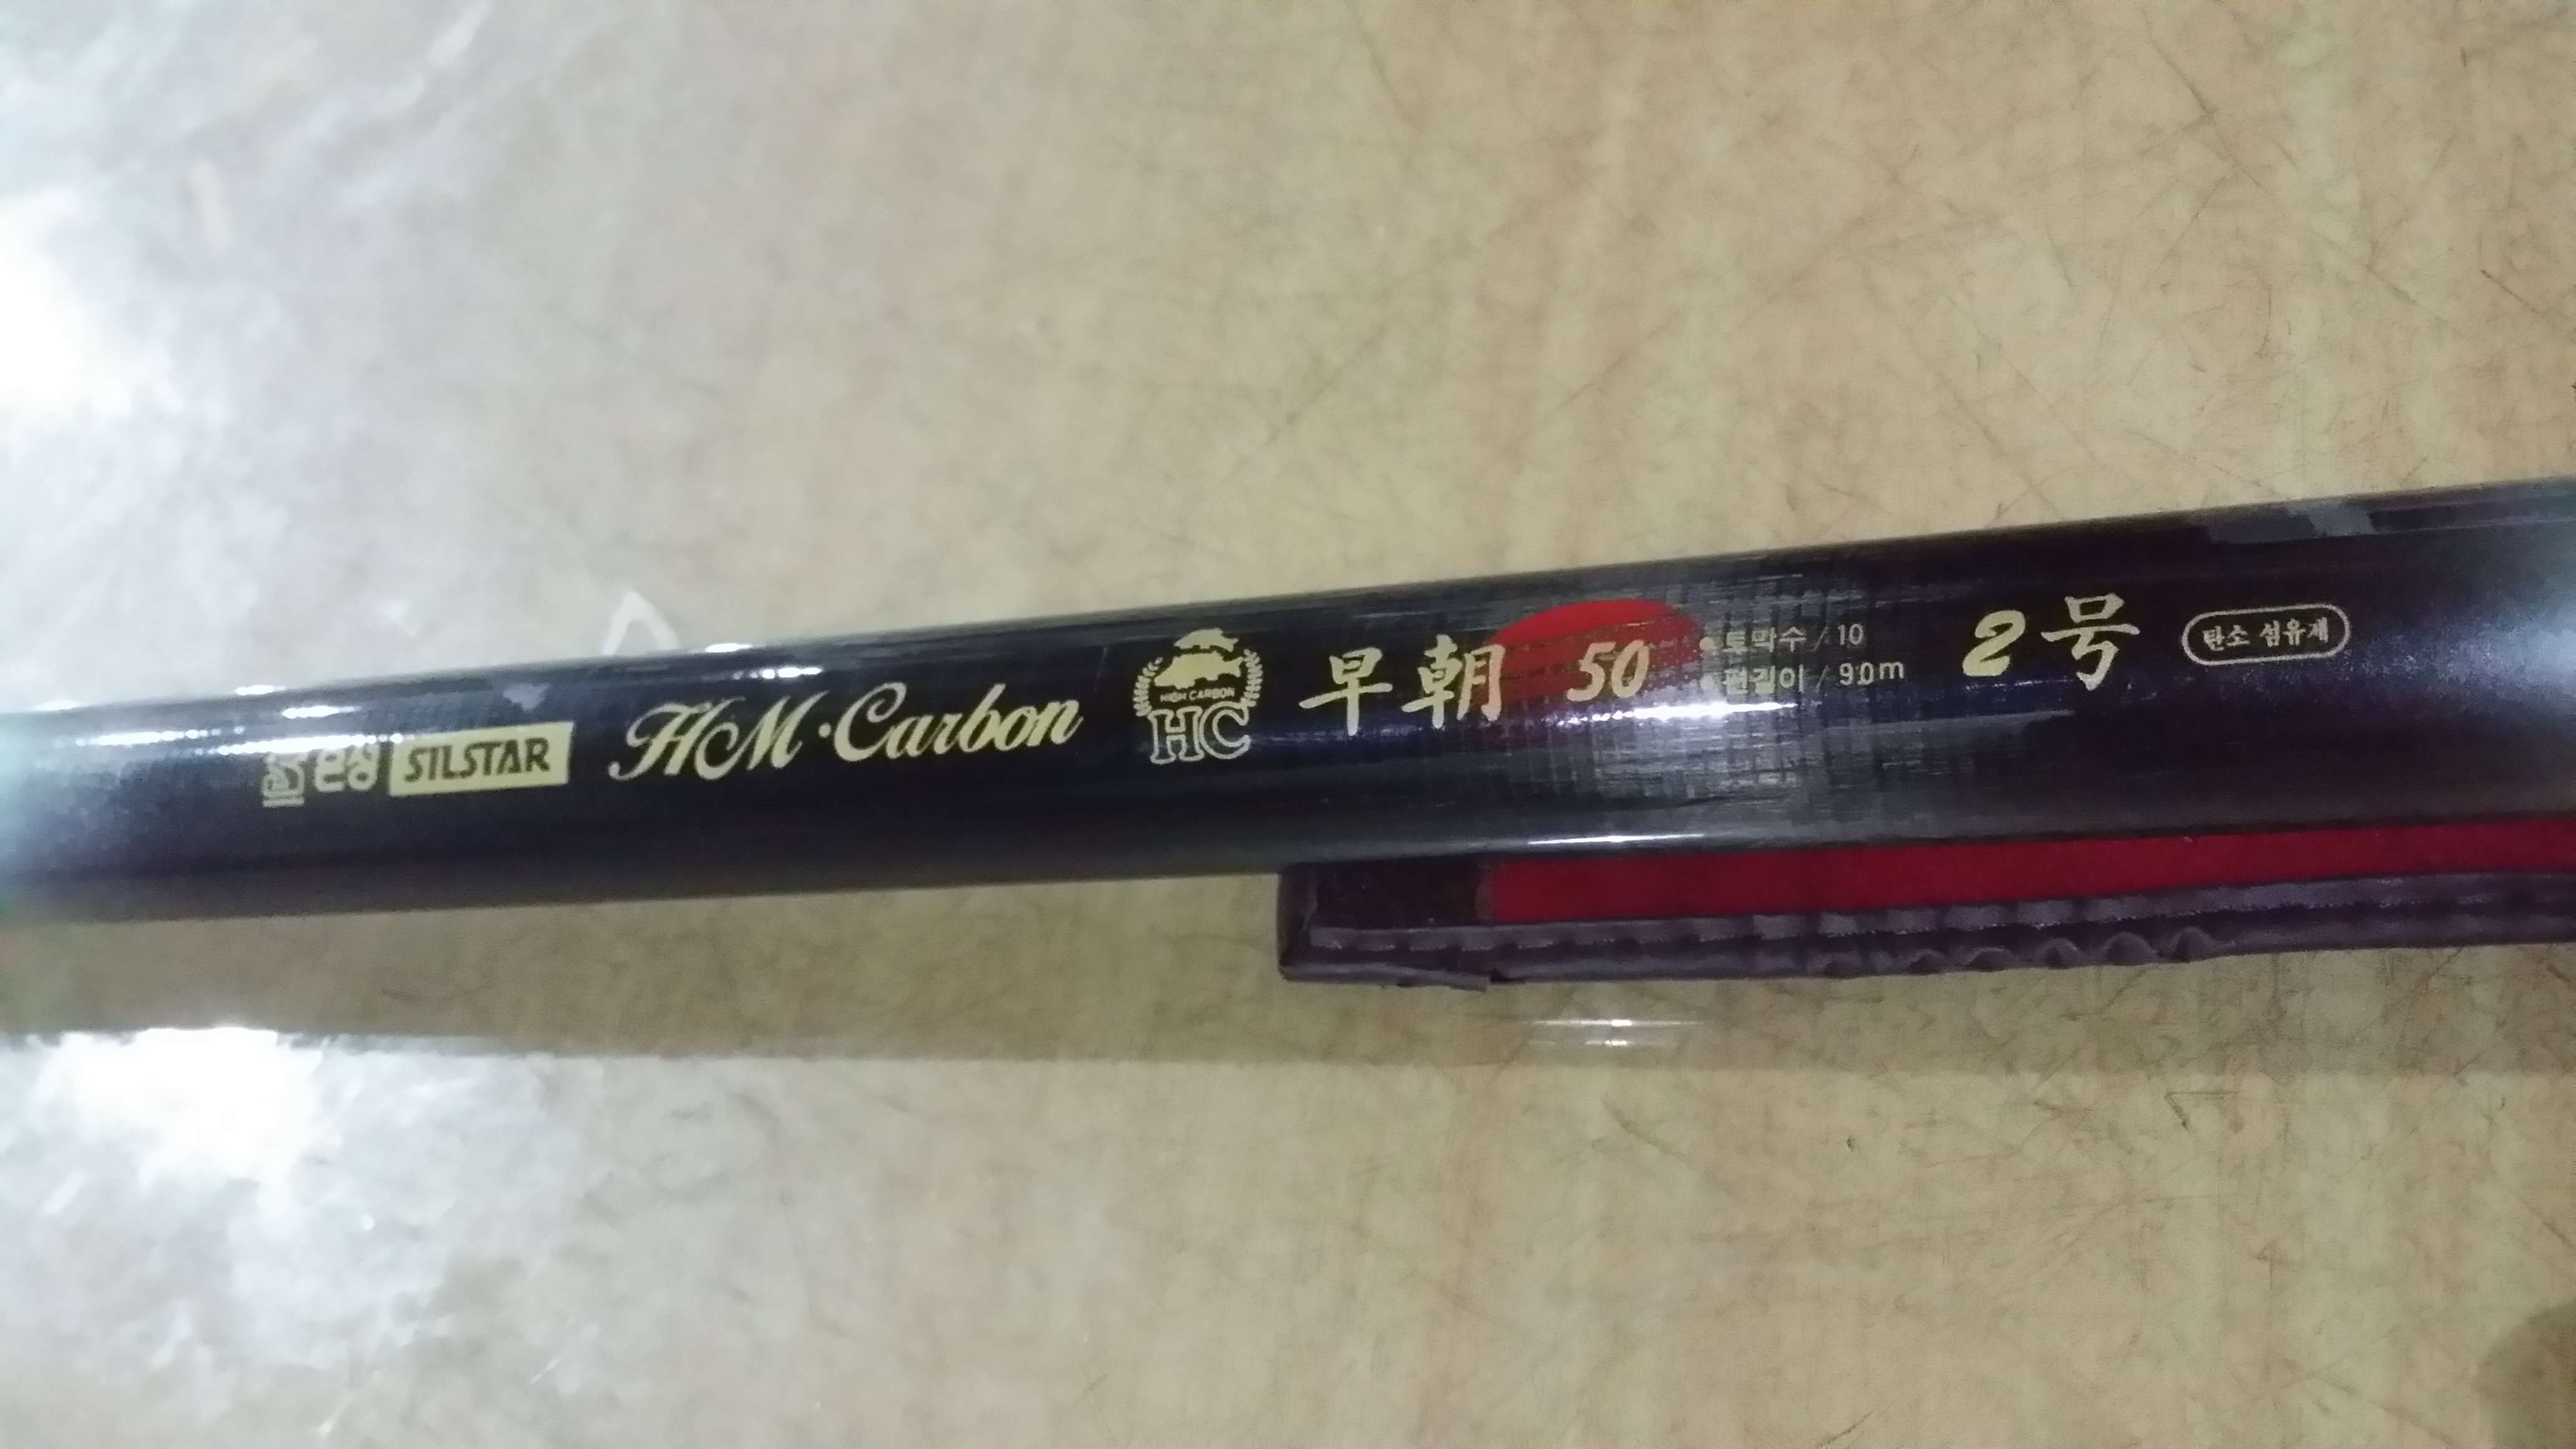 은성 SILSTAR HM·Carbon
HIGH CARBON
HC
早朝 50
•토막수 / 10
•편길이 / 9.0m
2号
탄소 섬유제